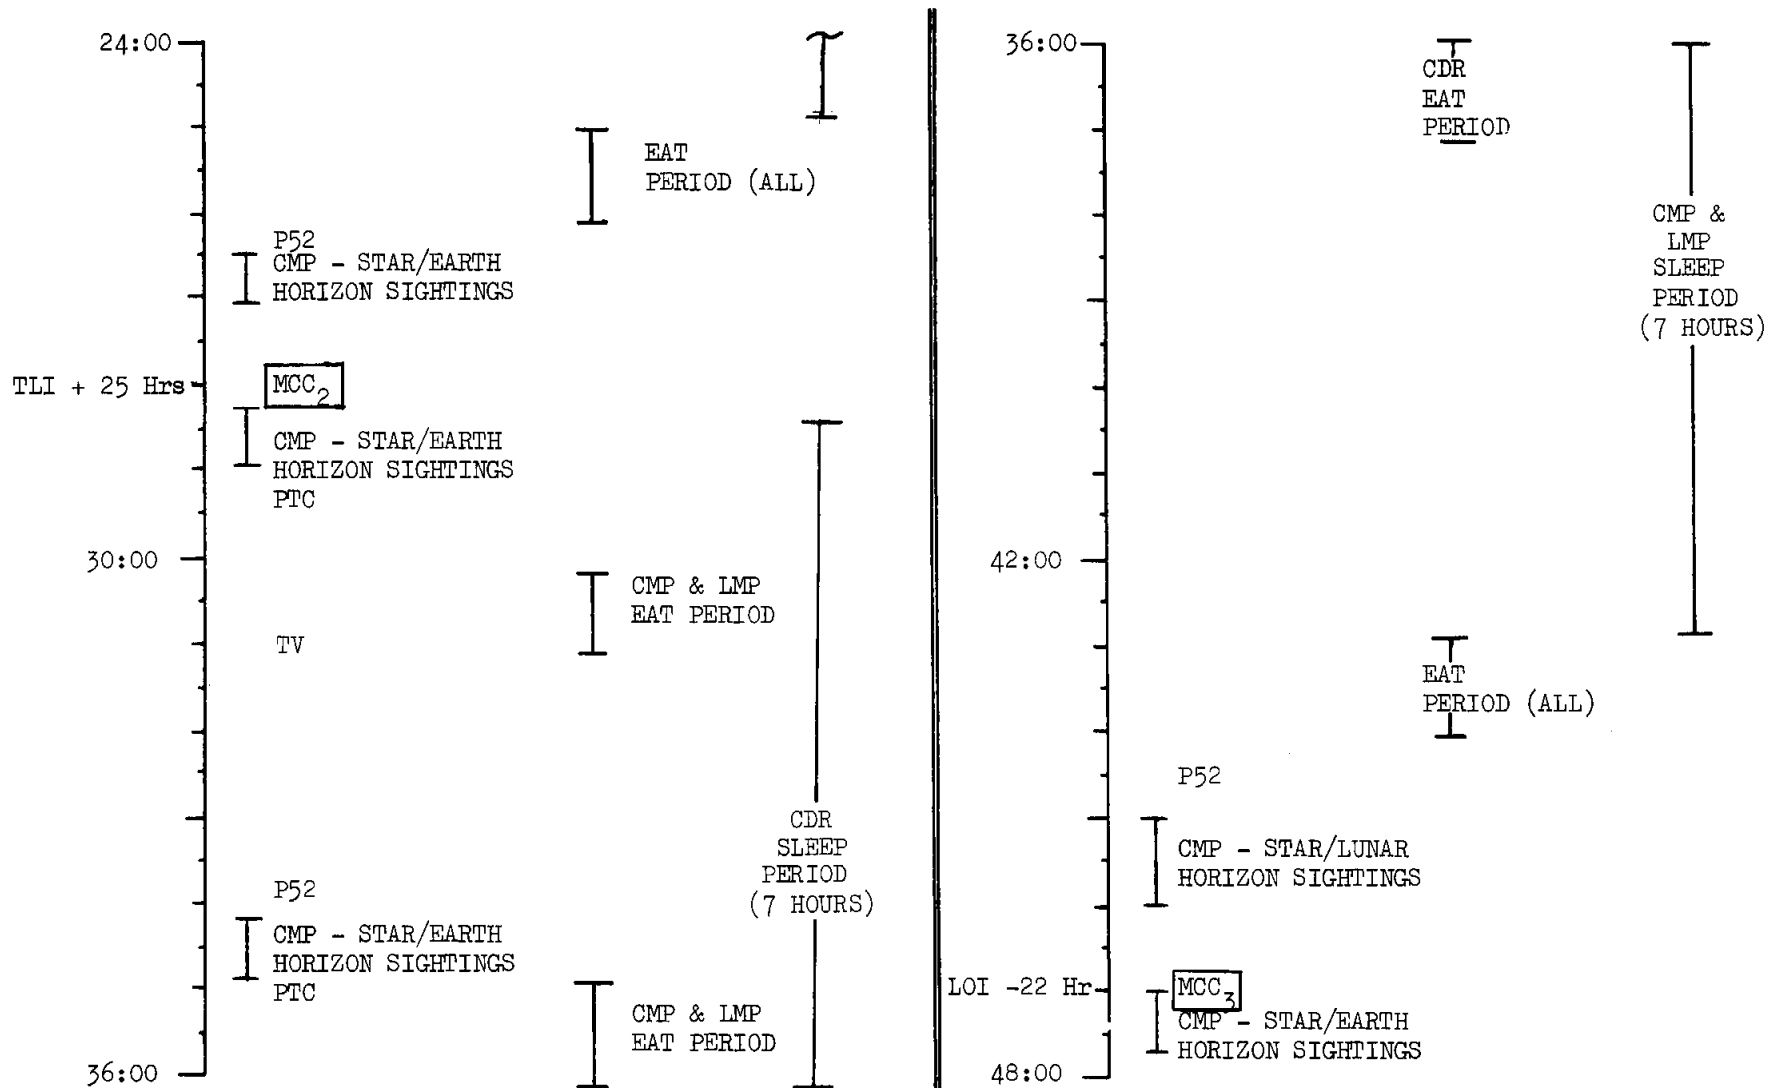 24:00
EAT
PERIOD (ALL)
P52
CMP - STAR/EARTH
HORIZON SIGHTINGS
TLI + 25 Hrs
MCC2
CMP - STAR/EARTH
HORIZON SIGHTINGS
PTC
30:00
CMP & LMP
EAT PERIOD
TV
CDR
SLEEP
PERIOD
(7 HOURS)
P52
CMP - STAR/EARTH
HORIZON SIGHTINGS
PTC
CMP & LMP
EAT PERIOD
36:00
36:00
CDR
EAT
PERIOD
CMP &
LMP
SLEEP
PERIOD
(7 HOURS)
42:00
EAT
PERIOD (ALL)
P52
CMP - STAR/LUNAR
HORIZON SIGHTINGS
LOI -22 Hr
MCC3
CMP - STAR/EARTH
HORIZON SIGHTINGS
48:00